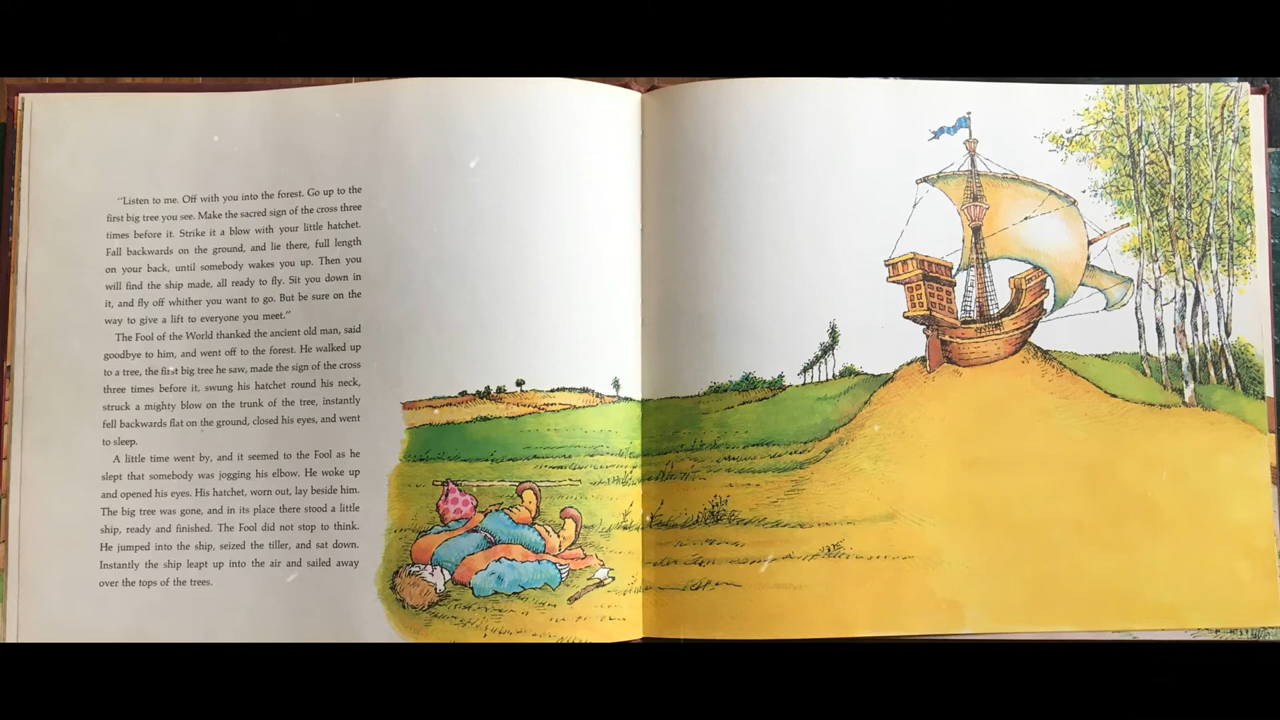 “Listen to me. Off with you into the forest. Go up to the
first big tree you see. Make the sacred sign of the cross three
times before it. Strike it a blow with your little hatchet.
Fall backwards on the ground, and lie there, full length
on your back, until somebody wakes you up. Then you
will find the ship made, all ready to fly. Sit you down in
it, and fly off whither you want to go. But be sure on the
way to give a lift to everyone you meet.”
The Fool of the World thanked the ancient old man, said
goodbye to him, and went off to the forest. He walked up
to a tree, the first big tree he saw, made the sign of the cross
three times before it, swung his hatchet round his neck,
struck a mighty blow on the trunk of the tree, instantly
fell backwards flat on the ground, closed his eyes, and went
to sleep.
A little time went by, and it seemed to the Fool as he
slept that somebody was jogging his elbow. He woke up
and opened his eyes. His hatchet, worn out, lay beside him.
The big tree was gone, and in its place there stood a little
ship, ready and finished. The Fool did not stop to think.
He jumped into the ship, seized the tiller, and sat down.
Instantly the ship leapt up into the air and sailed away
over the tops of the trees.